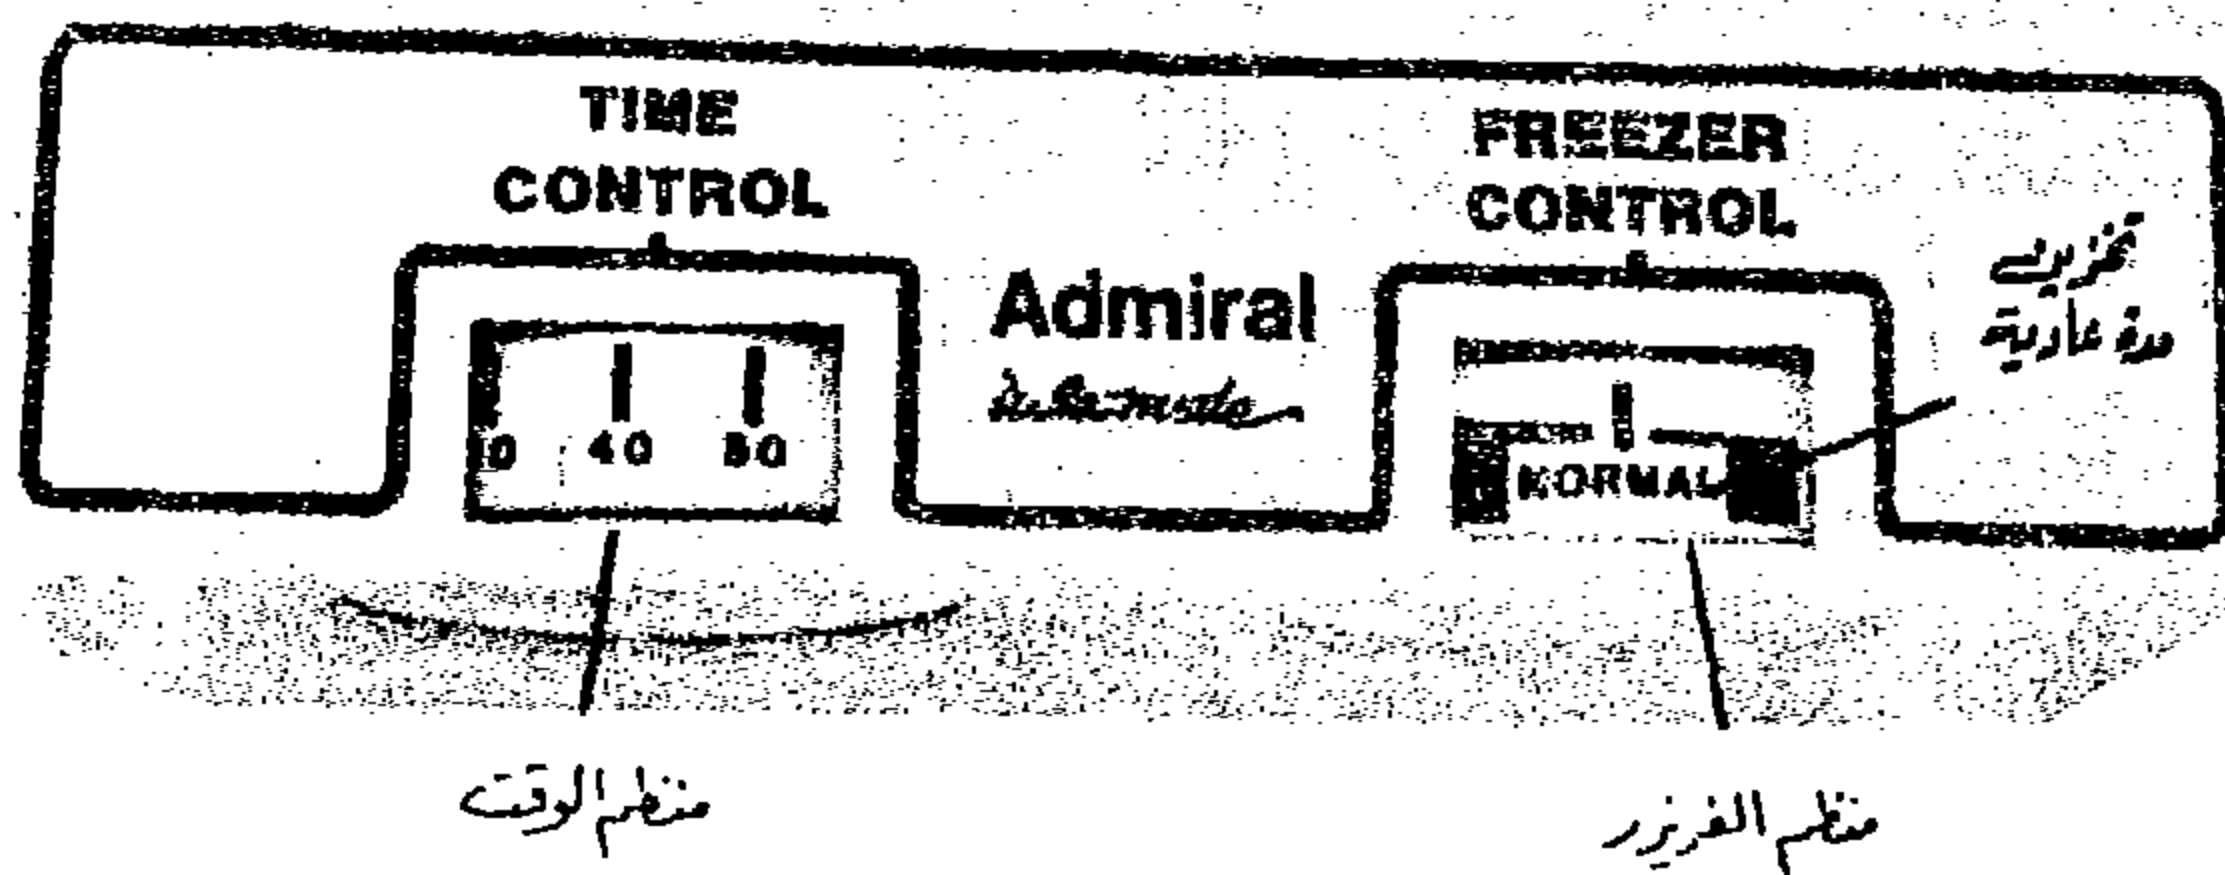 TIME
CONTROL
FREEZER
CONTROL
Admiral
تخزين
مدة عادية
40
80
NORMAL
منظم الوقت
منظم الفريزر